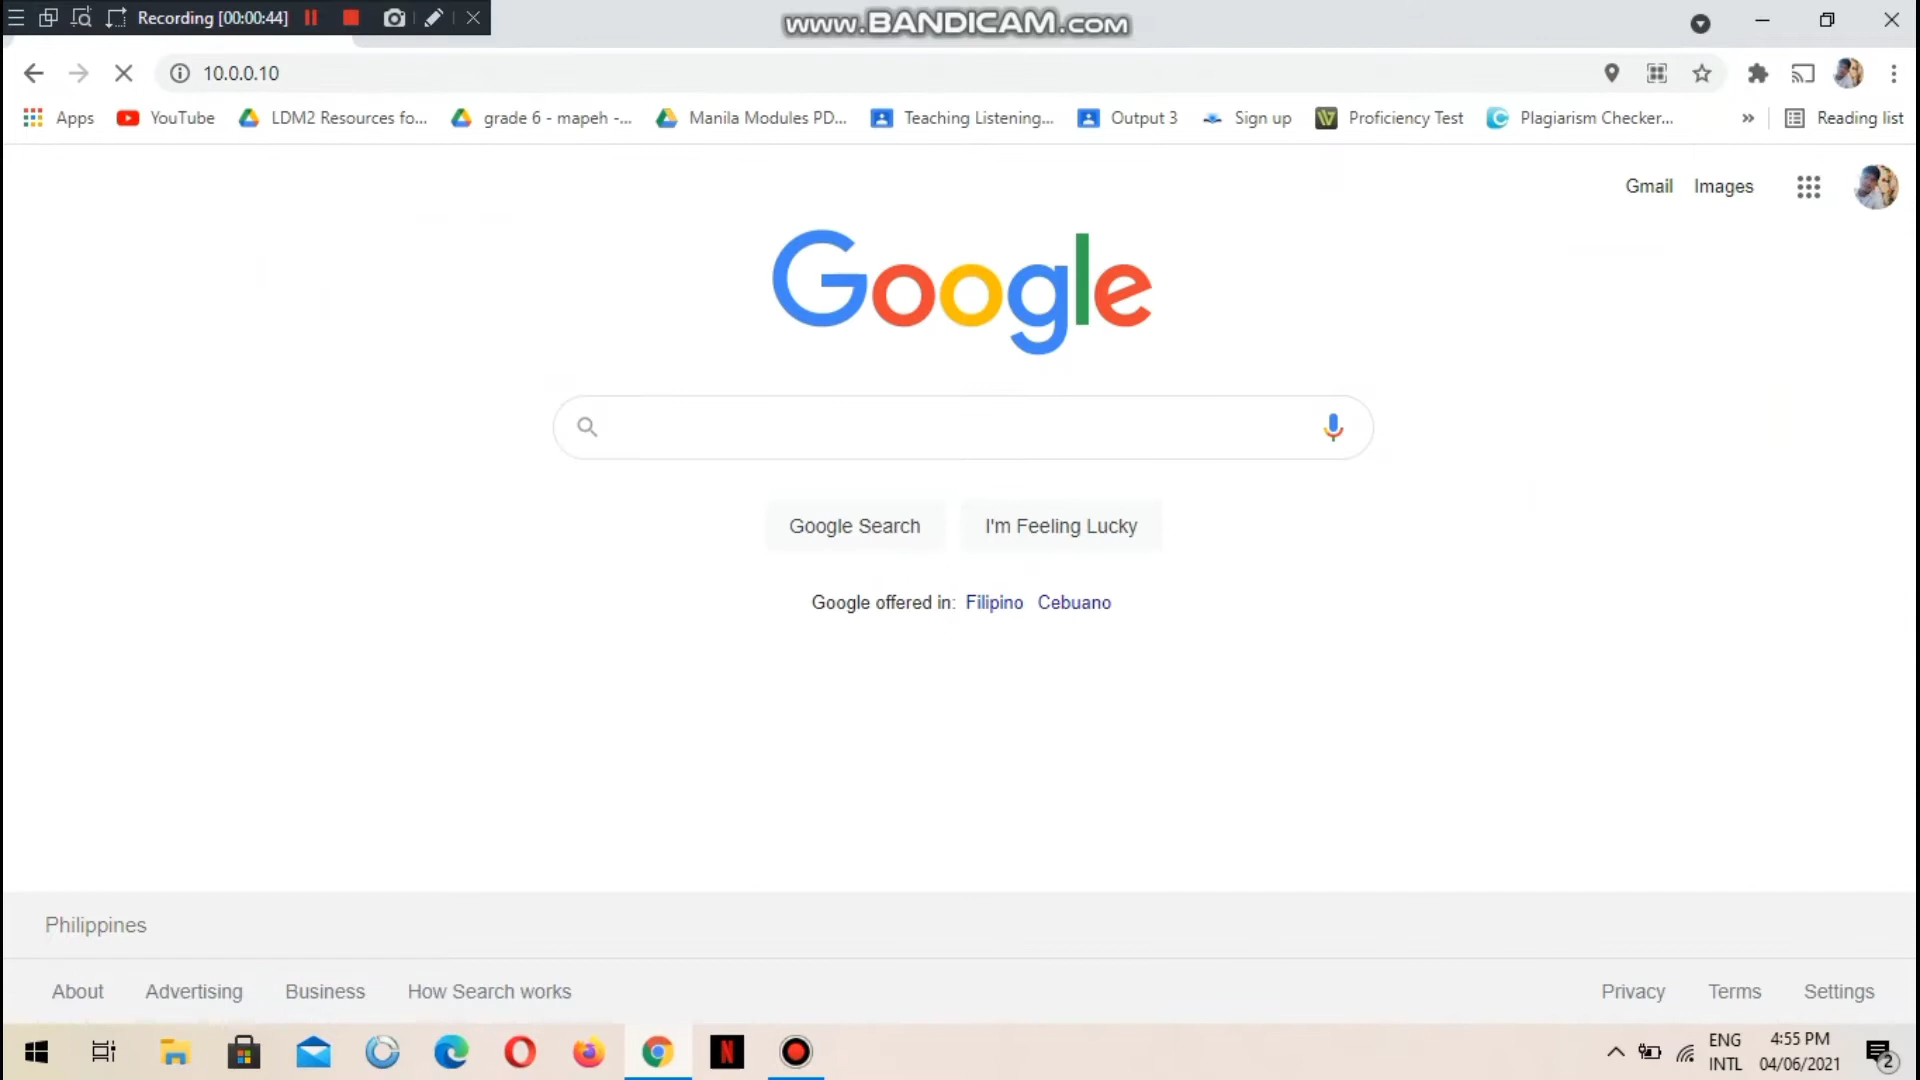 Recording [00:00:44]
www.BANDICAM.com
10.0.0.10
Apps YouTube LDM2 Resources fo... grade 6 - mapeh -... Manila Modules PD... Teaching Listening... Output 3 Sign up Proficiency Test Plagiarism Checker... » Reading list
Gmail Images
Google
Google Search I'm Feeling Lucky
Google offered in: Filipino Cebuano
Philippines
About Advertising Business How Search works Privacy Terms Settings
ENG 4:55 PM
INTL 04/06/2021 2